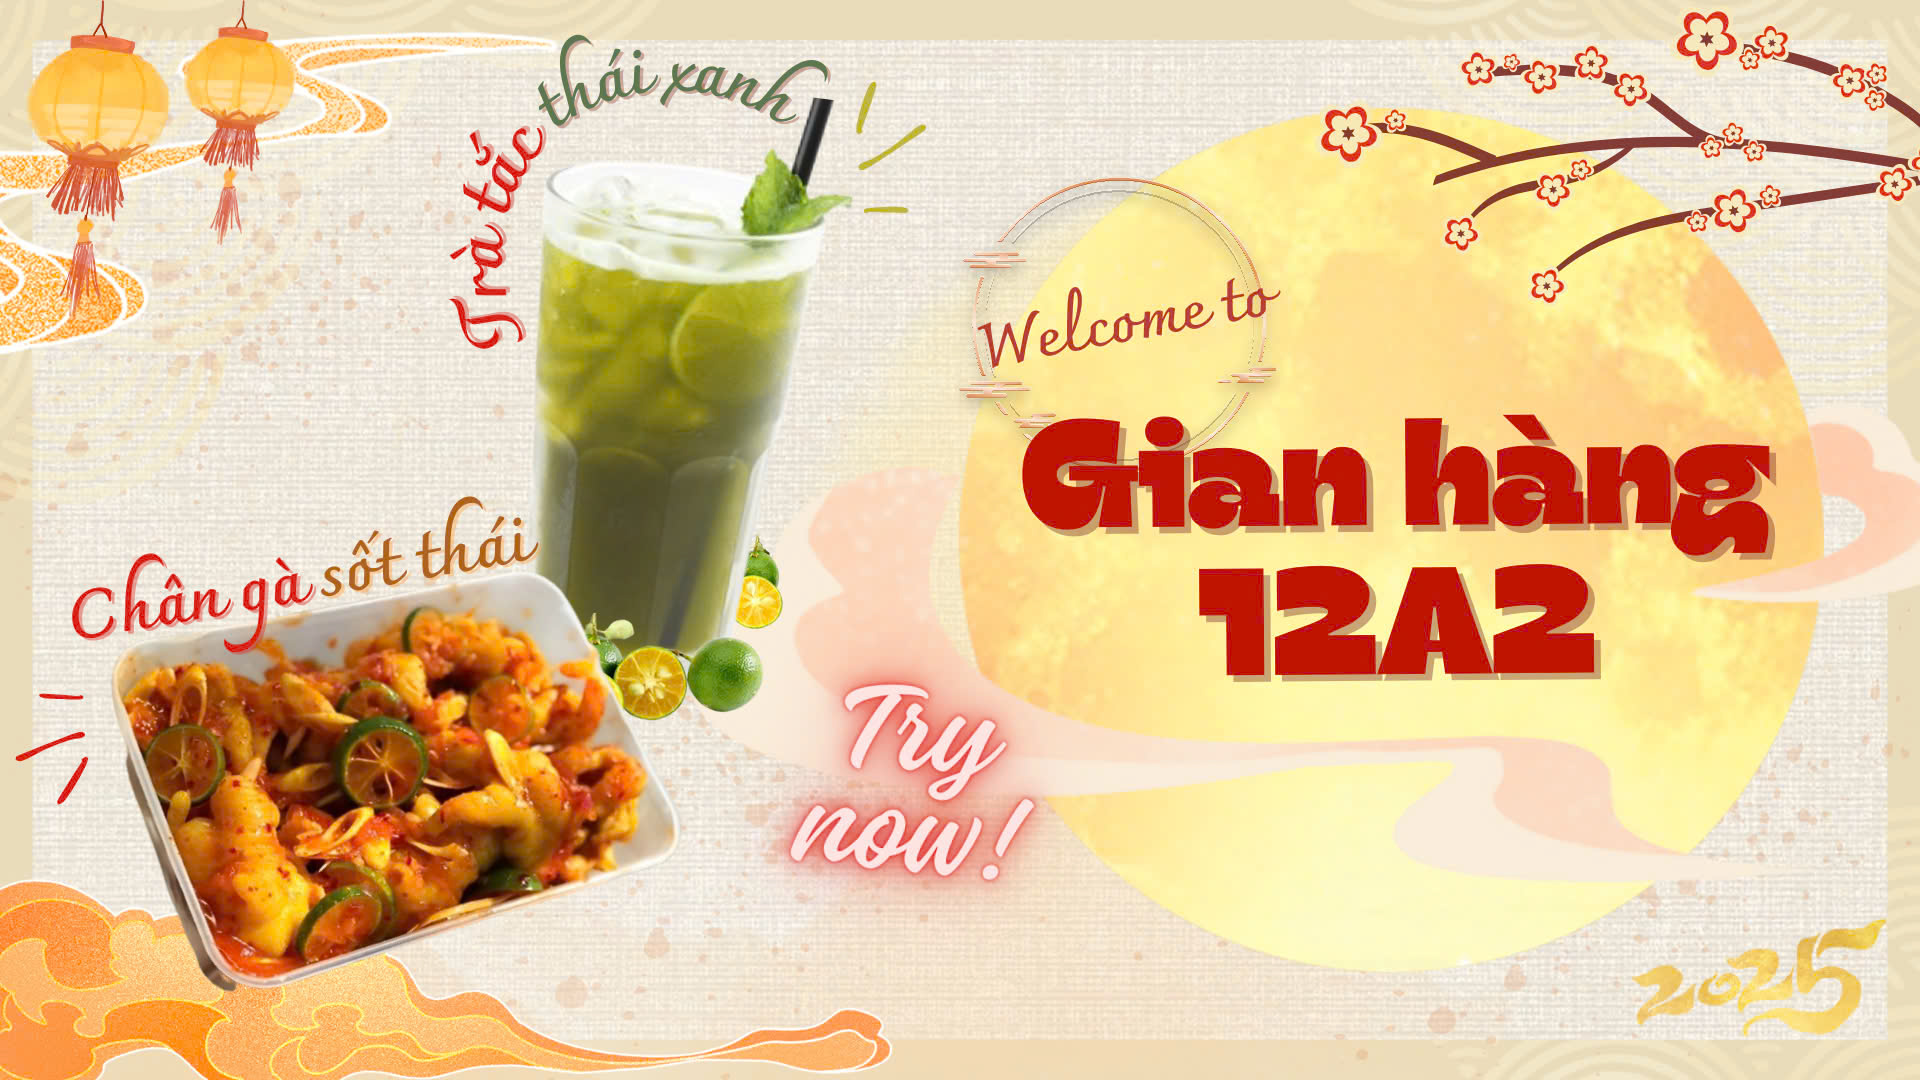 Trà tắc thái xanh
Chân gà sốt thái
Try
now!
Welcome to
Gian hàng
12A2
2025